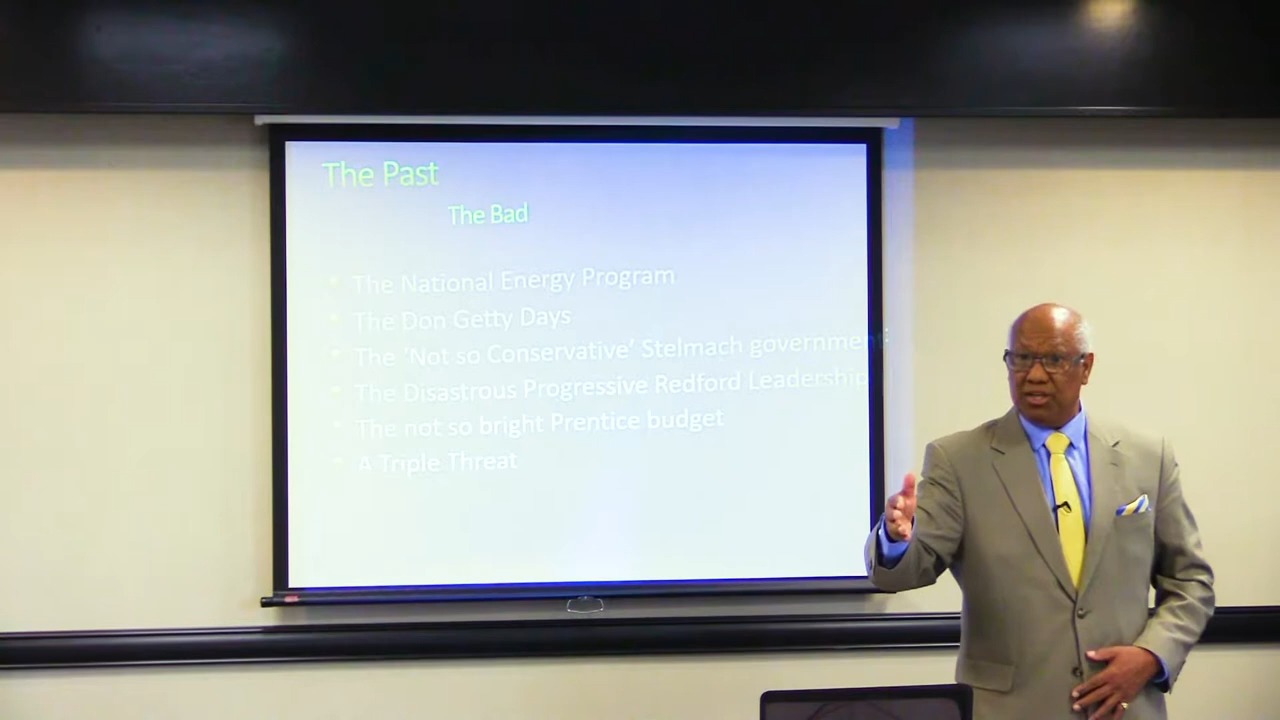 The Past
The Bad
The National Energy Program
The Don Getty Days
The 'Not so Conservative' Stelmach government
The Disastrous Progressive Redford Leadership
The not so bright Prentice budget
A Triple Threat